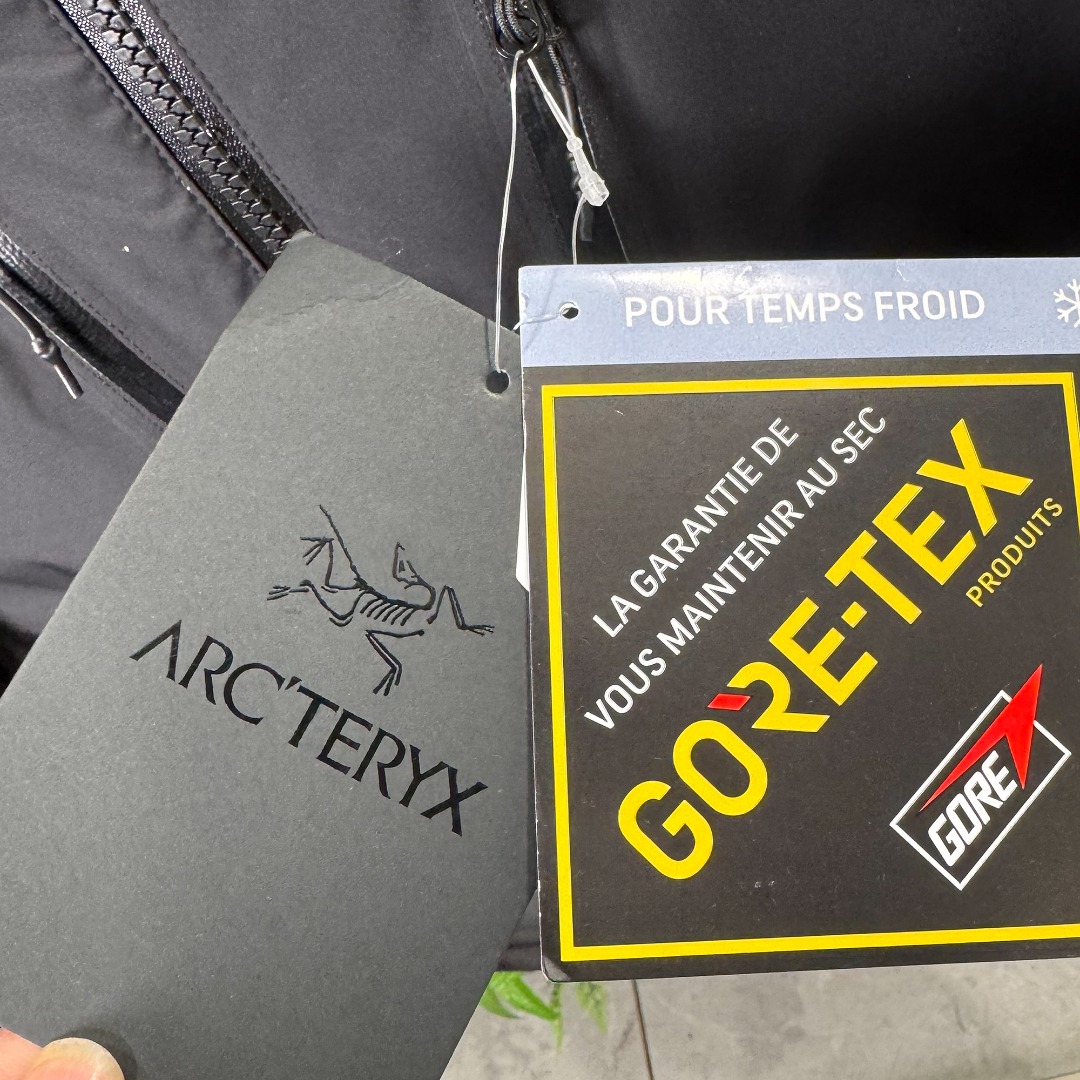 ARC'TERYX
POUR TEMPS FROID
LA GARANTIE DE
VOUS MAINTENIR AU SEC
GORE-TEX
PRODUITS
GORE